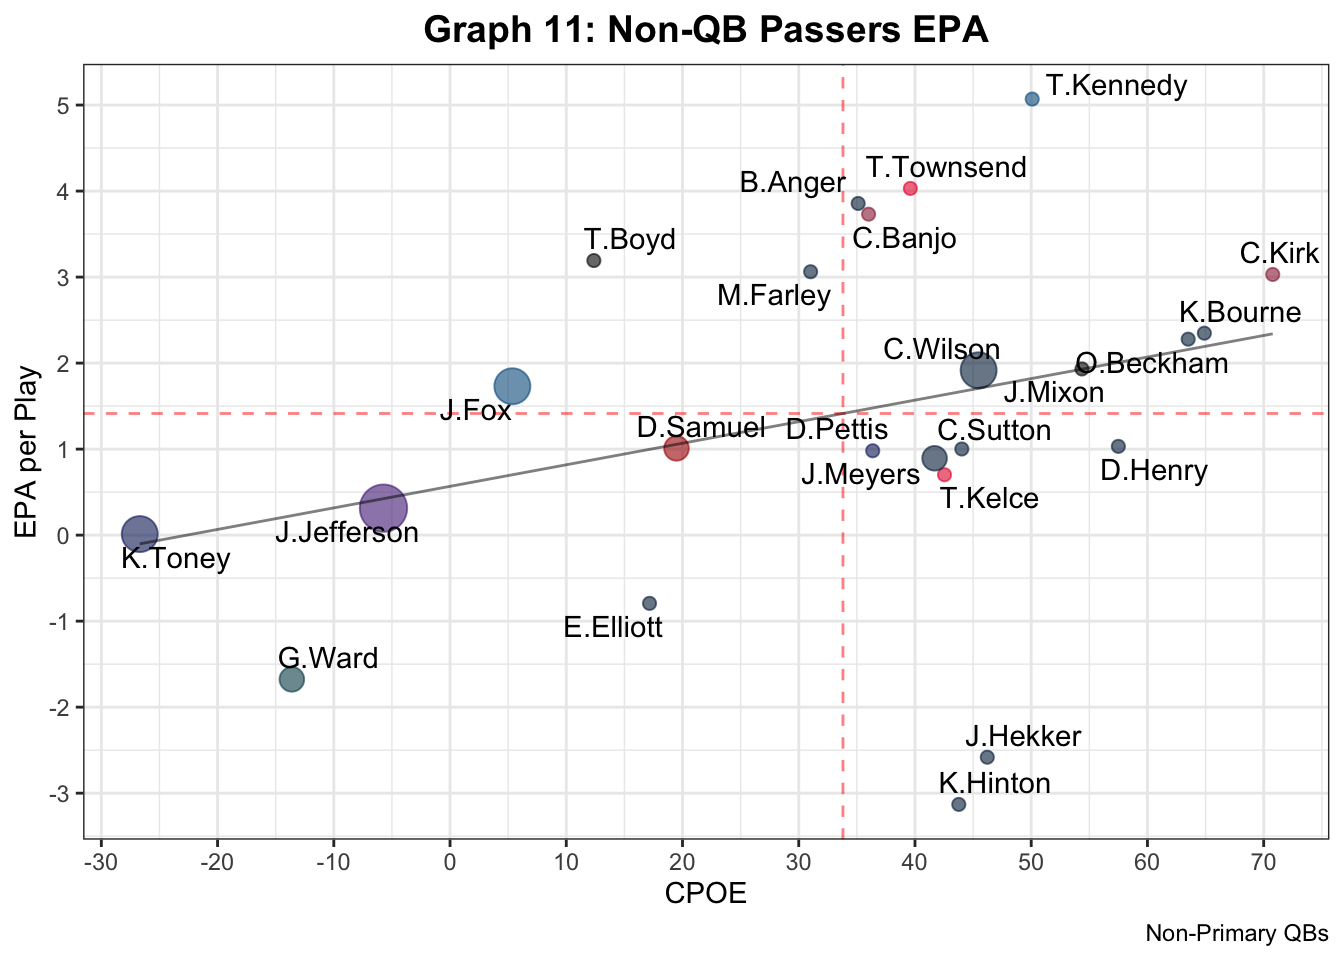 Graph 11: Non-QB Passers EPA
T.Kennedy
T.Townsend
B.Anger
C.Banjo
T.Boyd
C.Kirk
M.Farley
K.Bourne
C.Wilson
O.Beckham
J.Mixon
J.Fox
D.Samuel
D.Pettis
C.Sutton
J.Meyers
D.Henry
T.Kelce
J.Jefferson
K.Toney
E.Elliott
G.Ward
J.Hekker
K.Hinton
EPA per Play
5
4
3
2
1
0
-1
-2
-3
-30 -20 -10 0 10 20 30 40 50 60 70
CPOE
Non-Primary QBs